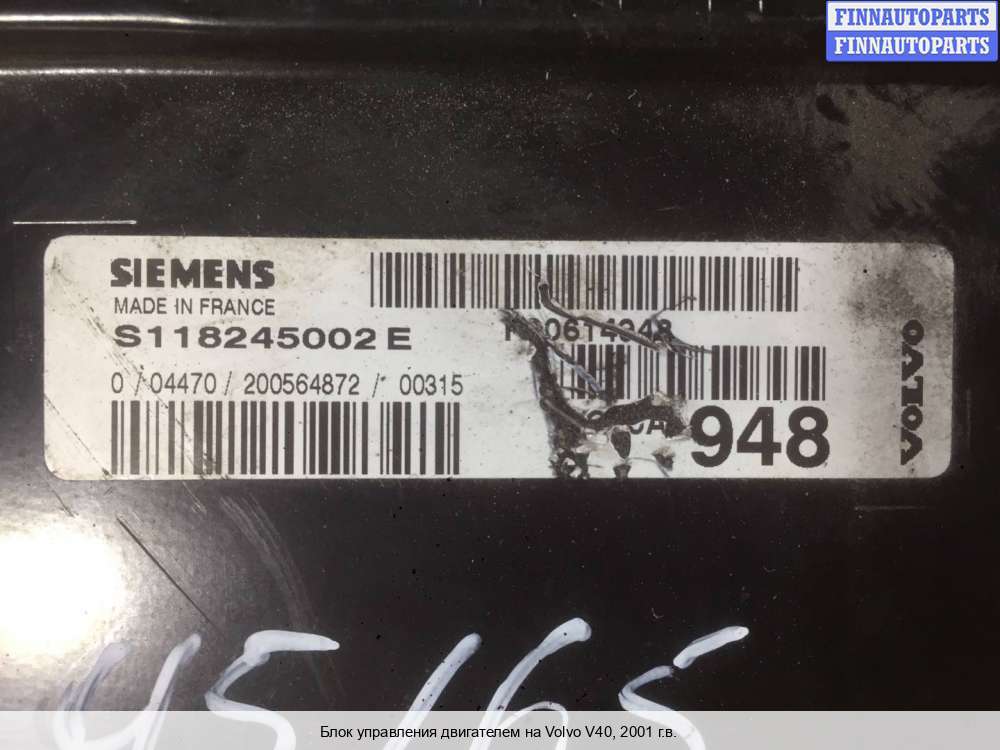 FINNAUTOPARTS
FINNAUTOPARTS
SIEMENS
MADE IN FRANCE
S118245002 E
0 / 04470 / 200564872 / 00315
948
VOLVO
45165
Блок управления двигателем на Volvo V40, 2001 г.в.